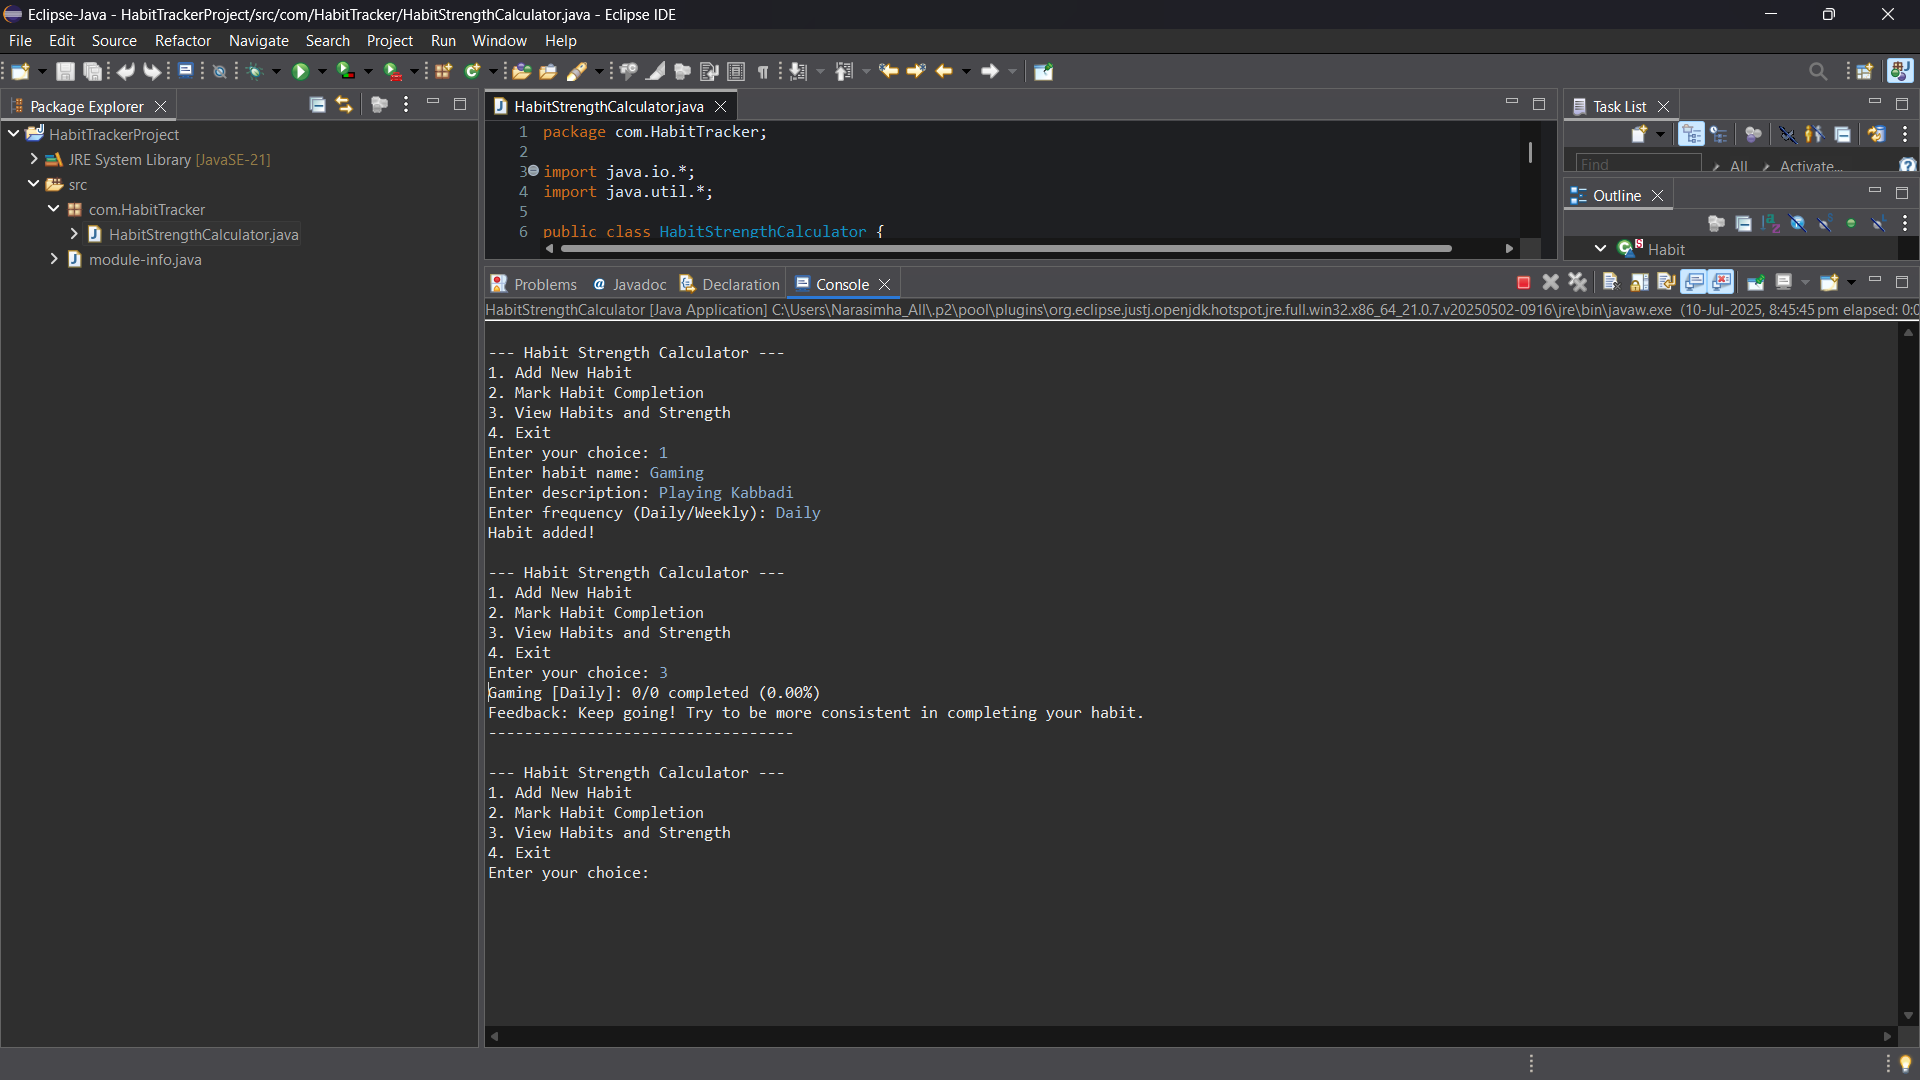 Eclipse-Java - HabitTrackerProject/src/com/HabitTracker/HabitStrengthCalculator.java - Eclipse IDE
File Edit Source Refactor Navigate Search Project Run Window Help
Package Explorer
HabitTrackerProject
JRE System Library [JavaSE-21]
src
com.HabitTracker
HabitStrengthCalculator.java
module-info.java
HabitStrengthCalculator.java
1 package com.HabitTracker;
2
3 import java.io.*;
4 import java.util.*;
5
6 public class HabitStrengthCalculator {
Task List
Find All Activate...
Outline
Habit
Problems @ Javadoc Declaration Console
HabitStrengthCalculator [Java Application] C:\Users\Narasimha_All\.p2\pool\plugins\org.eclipse.justj.openjdk.hotspot.jre.full.win32.x86_64_21.0.7.v20250502-0916\jre\bin\javaw.exe (10-Jul-2025, 8:45:45 pm elapsed: 0:0
--- Habit Strength Calculator ---
1. Add New Habit
2. Mark Habit Completion
3. View Habits and Strength
4. Exit
Enter your choice: 1
Enter habit name: Gaming
Enter description: Playing Kabbadi
Enter frequency (Daily/Weekly): Daily
Habit added!
--- Habit Strength Calculator ---
1. Add New Habit
2. Mark Habit Completion
3. View Habits and Strength
4. Exit
Enter your choice: 3
Gaming [Daily]: 0/0 completed (0.00%)
Feedback: Keep going! Try to be more consistent in completing your habit.
----------------------------------
--- Habit Strength Calculator ---
1. Add New Habit
2. Mark Habit Completion
3. View Habits and Strength
4. Exit
Enter your choice: